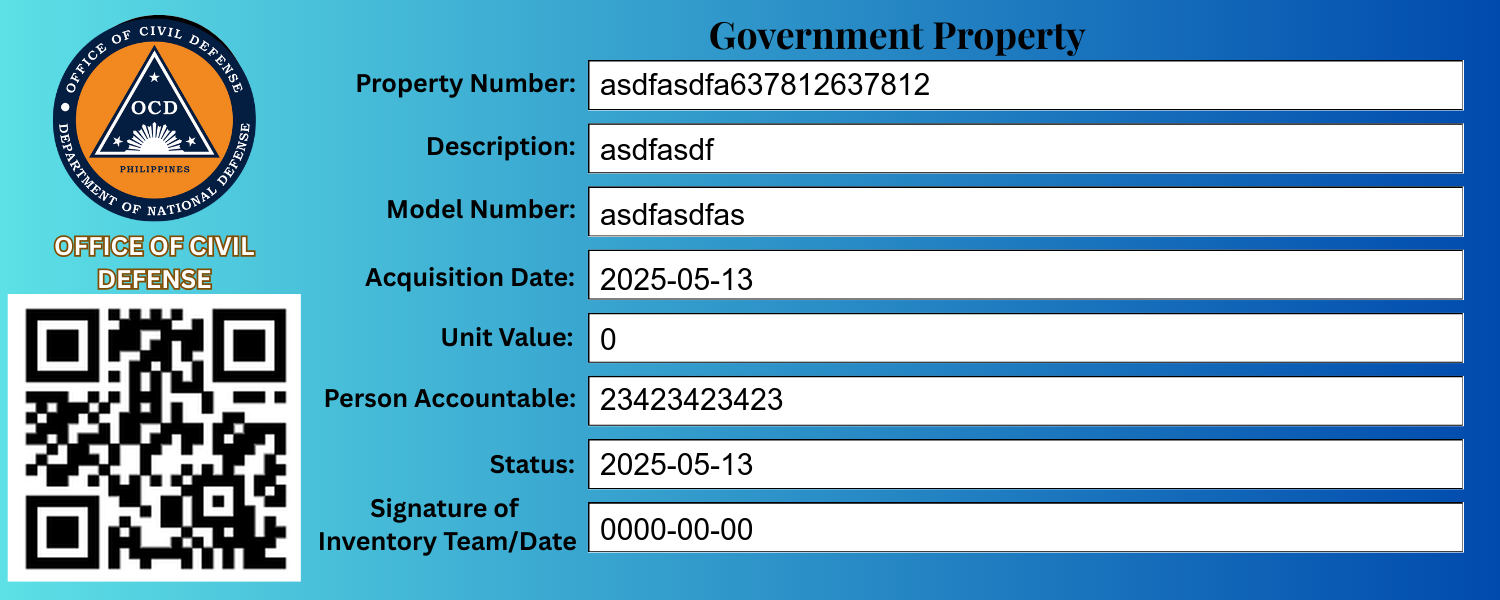 OFFICE OF CIVIL DEFENSE
OCD
PHILIPPINES
DEPARTMENT OF NATIONAL DEFENSE
OFFICE OF CIVIL
DEFENSE
Government Property
Property Number: asdfasdfa637812637812
Description: asdfasdf
Model Number: asdfasdfas
Acquisition Date: 2025-05-13
Unit Value: 0
Person Accountable: 23423423423
Status: 2025-05-13
Signature of
Inventory Team/Date 0000-00-00